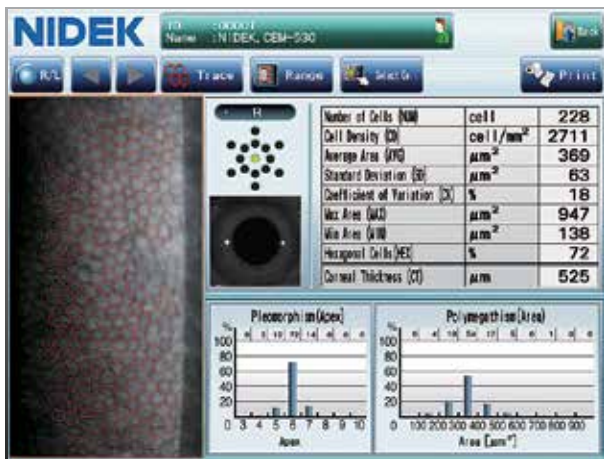 NIDEK
ID :00001
Name :NIDEK, CEM-530
Back
R/L
Trace
Range
Print
R
Number of Cells (NUM) cell 228
Cell Density (CD) cell/mm² 2711
Average Area (AVG) μm² 369
Standard Deviation (SD) μm² 63
Coefficient of Variation (CV) % 18
Max Area (MAX) μm² 947
Min Area (MIN) μm² 138
Hexagonal Cells (HEX) % 72
Corneal Thickness (CT) μm 525
Pleomorphism(Apex)
%
100
80
60
40
20
0 3 4 5 6 7 8 9 10
Apex
Polymegathism(Area)
%
100
80
60
40
20
0 100 200 300 400 500 600 700 800 900
Area [μm²]